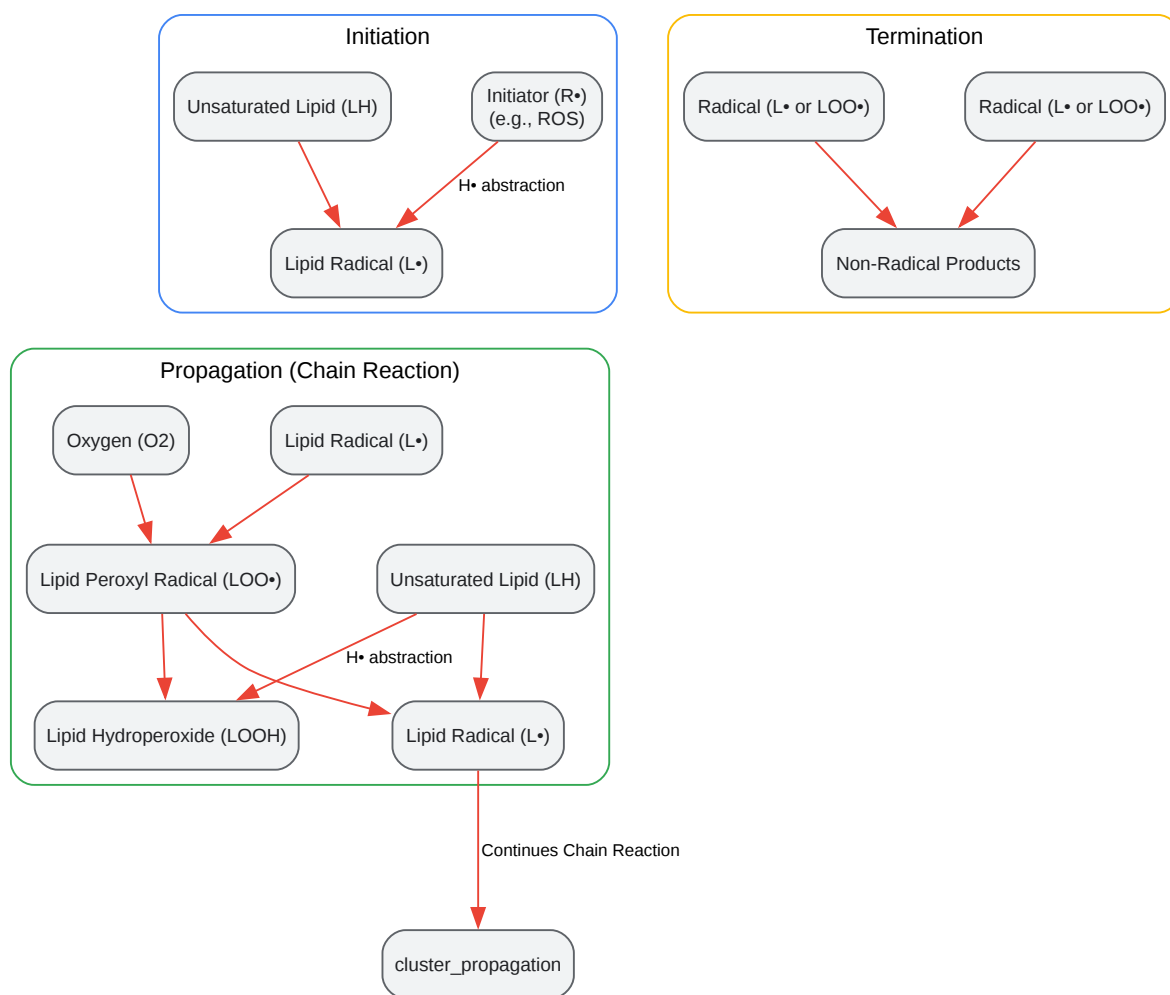 Initiation
Unsaturated Lipid (LH)
Initiator (R•)
(e.g., ROS)
H• abstraction
Lipid Radical (L•)
Termination
Radical (L• or LOO•)
Radical (L• or LOO•)
Non-Radical Products
Propagation (Chain Reaction)
Oxygen (O2)
Lipid Radical (L•)
Lipid Peroxyl Radical (LOO•)
Unsaturated Lipid (LH)
H• abstraction
Lipid Hydroperoxide (LOOH)
Lipid Radical (L•)
Continues Chain Reaction
cluster_propagation